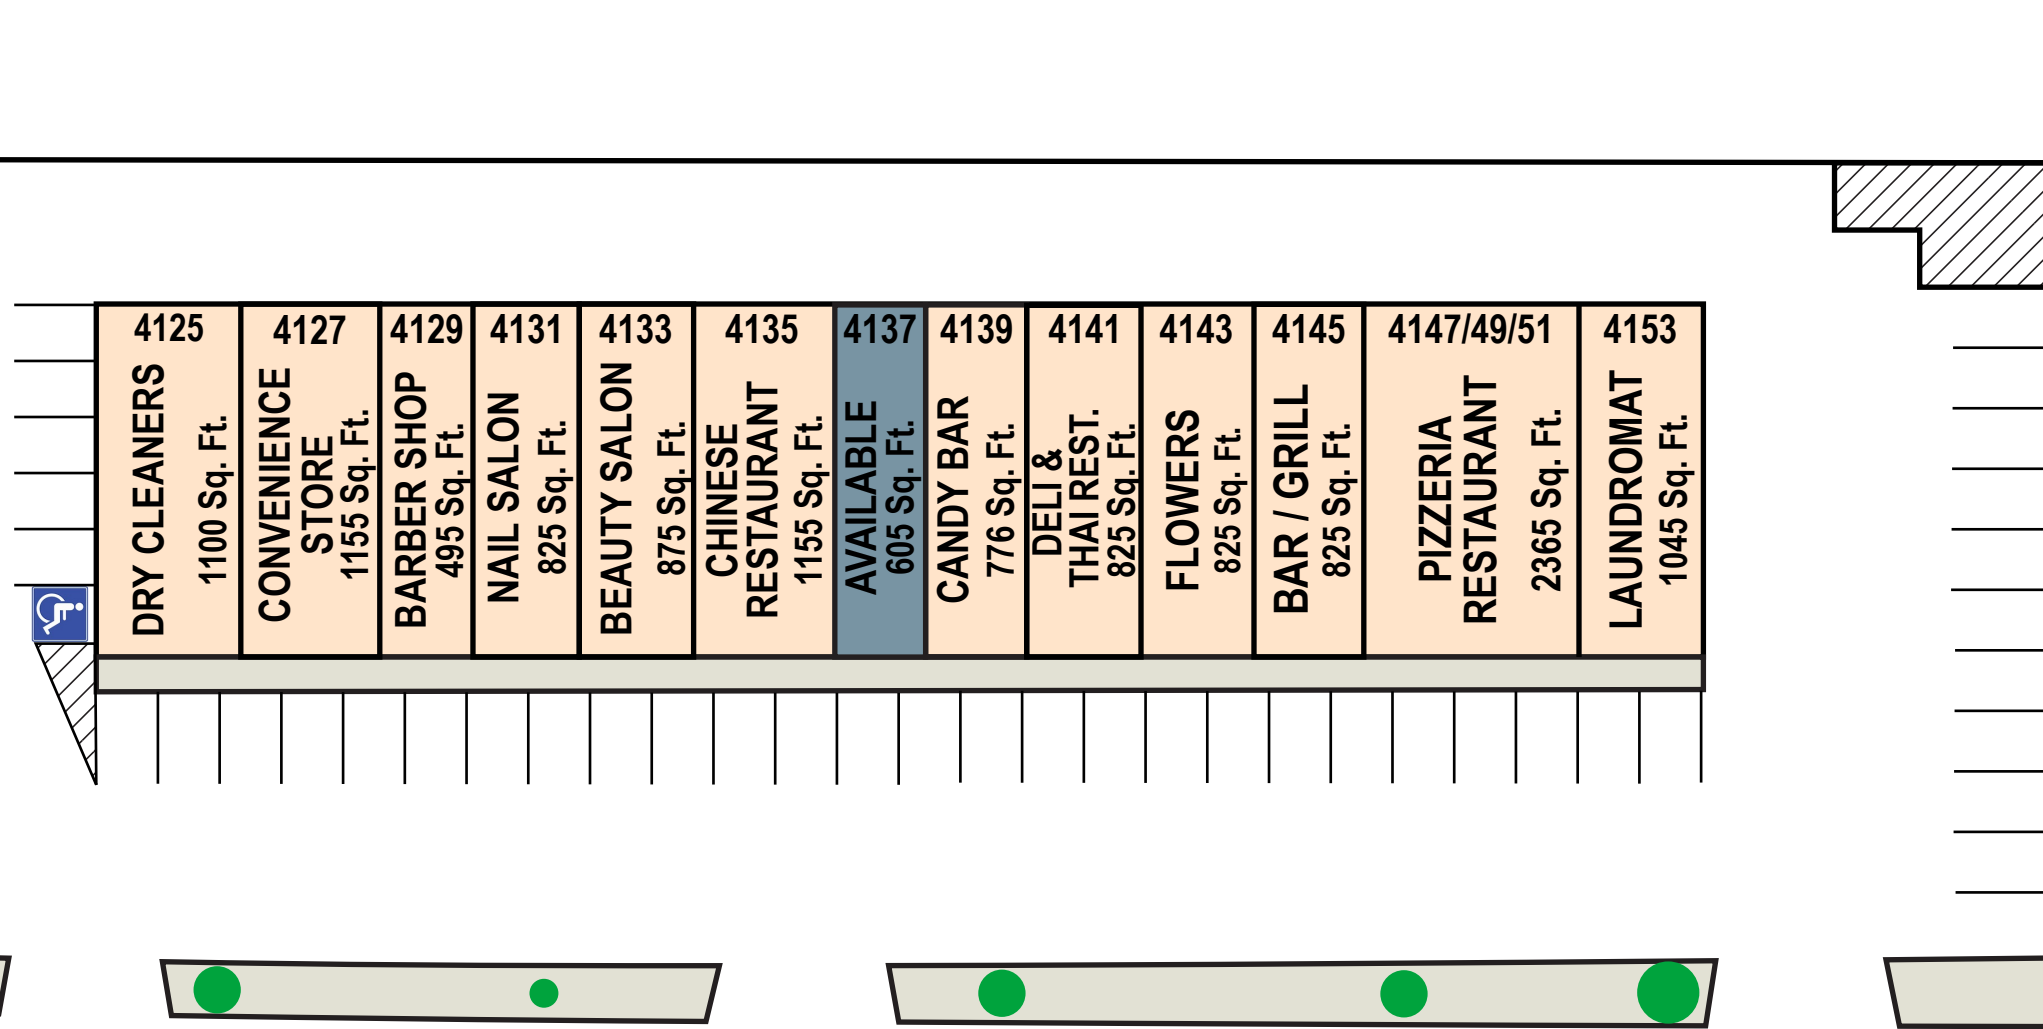 4125
DRY CLEANERS
1100 Sq. Ft.
4127
CONVENIENCE
STORE
1155 Sq. Ft.
4129
BARBER SHOP
495 Sq. Ft.
4131
NAIL SALON
825 Sq. Ft.
4133
BEAUTY SALON
875 Sq. Ft.
4135
CHINESE
RESTAURANT
1155 Sq. Ft.
4137
AVAILABLE
605 Sq. Ft.
4139
CANDY BAR
776 Sq. Ft.
4141
DELI &
THAI REST.
825 Sq. Ft.
4143
FLOWERS
825 Sq. Ft.
4145
BAR / GRILL
825 Sq. Ft.
4147/49/51
PIZZERIA
RESTAURANT
2365 Sq. Ft.
4153
LAUNDROMAT
1045 Sq. Ft.